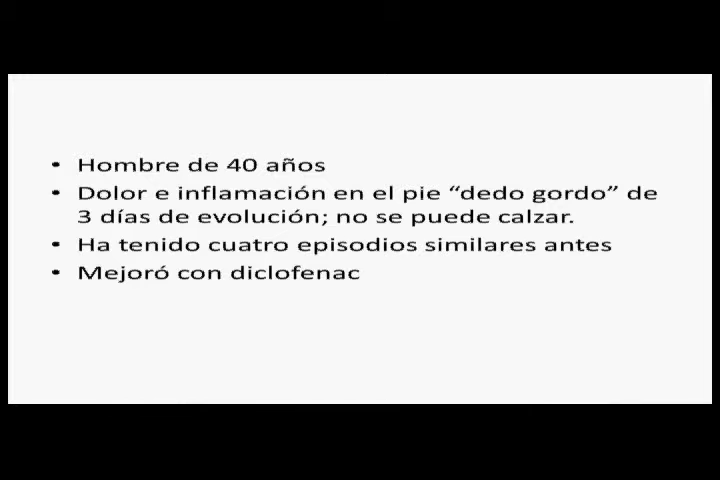 • Hombre de 40 años
• Dolor e inflamación en el pie “dedo gordo” de
3 días de evolución; no se puede calzar.
• Ha tenido cuatro episodios similares antes
• Mejoró con diclofenac